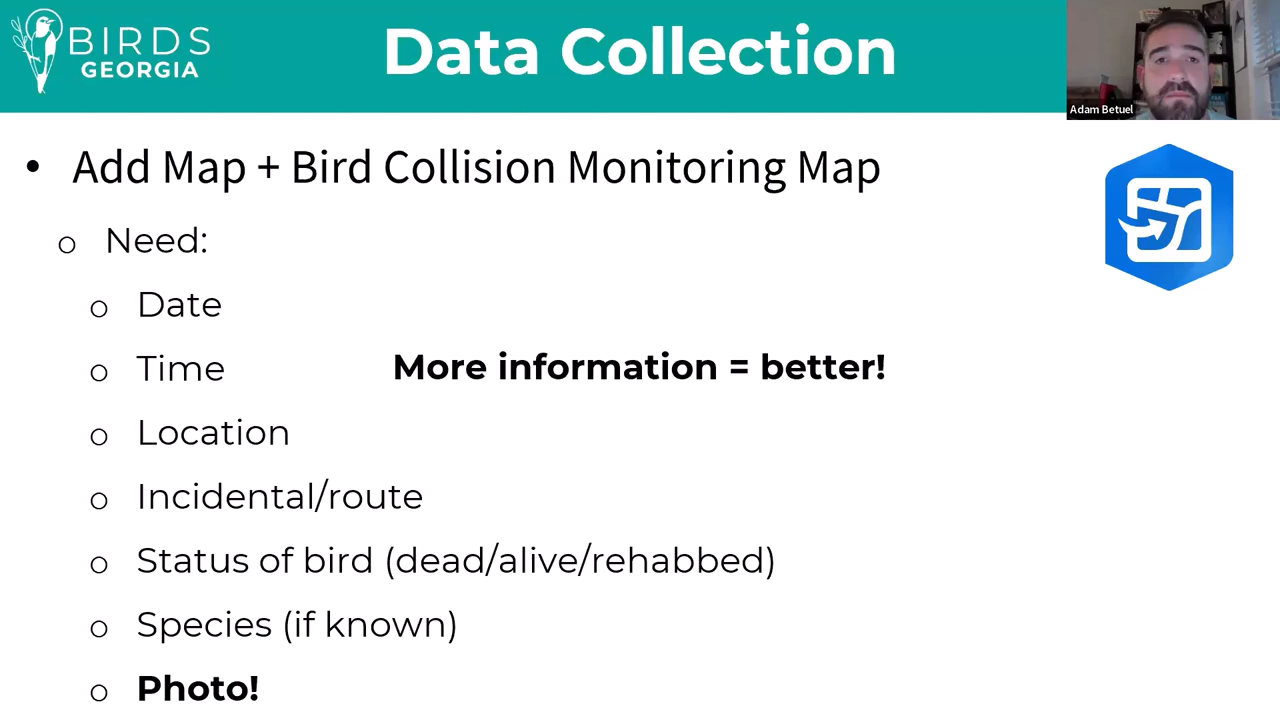 BIRDS
GEORGIA
Data Collection
Adam Betuel
• Add Map + Bird Collision Monitoring Map
o Need:
o Date
o Time
More information = better!
o Location
o Incidental/route
o Status of bird (dead/alive/rehabbed)
o Species (if known)
o Photo!